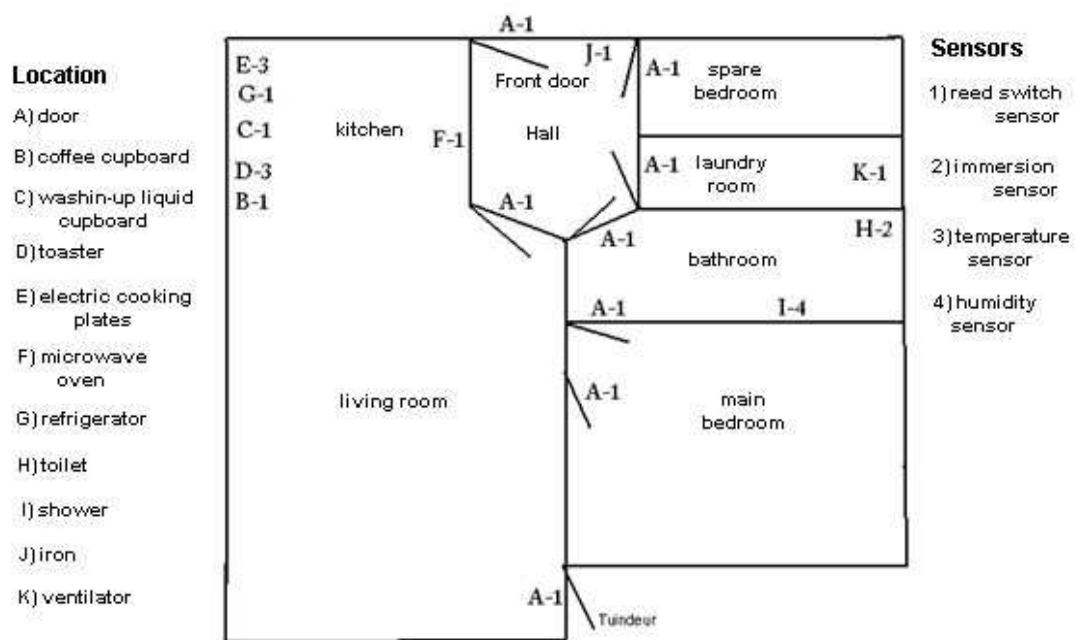 Location
A) door
B) coffee cupboard
C) washin-up liquid
cupboard
D) toaster
E) electric cooking
plates
F) microwave
oven
G) refrigerator
H) toilet
I) shower
J) iron
K) ventilator
A-1
E-3
G-1
C-1
D-3
B-1
kitchen
F-1
J-1
Front door
Hall
A-1
spare
bedroom
A-1
laundry
room
K-1
A-1
A-1
H-2
bathroom
A-1
I-4
living room
A-1
main
bedroom
A-1
Tuindeur
Sensors
1) reed switch
sensor
2) immersion
sensor
3) temperature
sensor
4) humidity
sensor